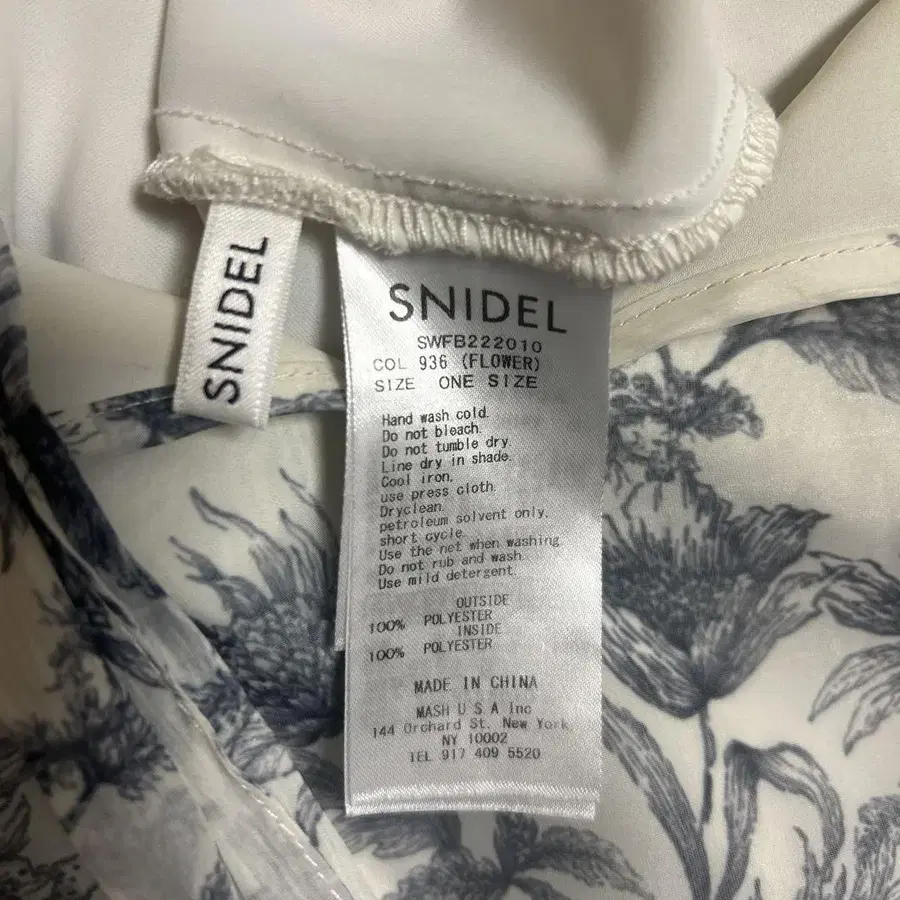 SNIDEL
SNIDEL
SWFB222010
COL 936 (FLOWER)
SIZE ONE SIZE
Hand wash cold.
Do not bleach.
Do not tumble dry
Line dry in shade.
Cool iron,
use press cloth.
Dryclean.
petroleum solvent only,
short cycle.
Use the net when washing
Do not rub and wash.
Use mild detergent.
OUTSIDE
100% POLYESTER
INSIDE
100% POLYESTER
MADE IN CHINA
MASH U S A Inc
144 Orchard St. New York
NY 10002
TEL 917 409 5520